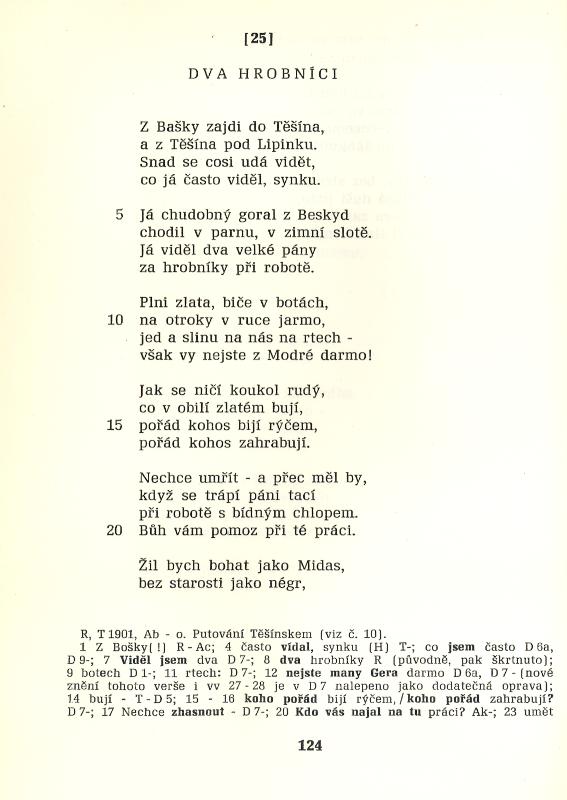 [25]
DVA HROBNÍCI
Z Bašky zajdi do Těšína,
a z Těšína pod Lipinku.
Snad se cosi udá vidět,
co já často viděl, synku.
5 Já chudobný goral z Beskyd
chodil v parnu, v zimní slotě.
Já viděl dva velké pány
za hrobníky při robotě.
Plni zlata, biče v botách,
10 na otroky v ruce jarmo,
jed a slinu na nás na rtech -
však vy nejste z Modré darmo!
Jak se ničí koukol rudý,
co v obilí zlatém bují,
15 pořád kohos bijí rýčem,
pořád kohos zahrabují.
Nechce umřít - a přec měl by,
když se trápí páni tací
při robotě s bídným chlopem.
20 Bůh vám pomoz při té práci.
Žil bych bohat jako Midas,
bez starosti jako négr,
R, T 1901, Ab - o. Putování Těšínskem (viz č. 10).
1 Z Bošky(!) R-Ac; 4 často vídal, synku (H) T-; co jsem často D 6a,
D 9-; 7 Viděl jsem dva D 7-; 8 dva hrobníky R (původně, pak škrtnuto);
9 botech D 1-; 11 rtech: D 7-; 12 nejste many Gera darmo D 6a, D 7- (nové
znění tohoto verše i vv 27-28 je v D 7 nalepeno jako dodatečná oprava);
14 bují - T-D 5; 15 - 16 koho pořád bijí rýčem,/koho pořád zahrabují?
D 7-; 17 Nechce zhasnout - D 7-; 20 Kdo vás najal na tu práci? Ak-; 23 umět
124